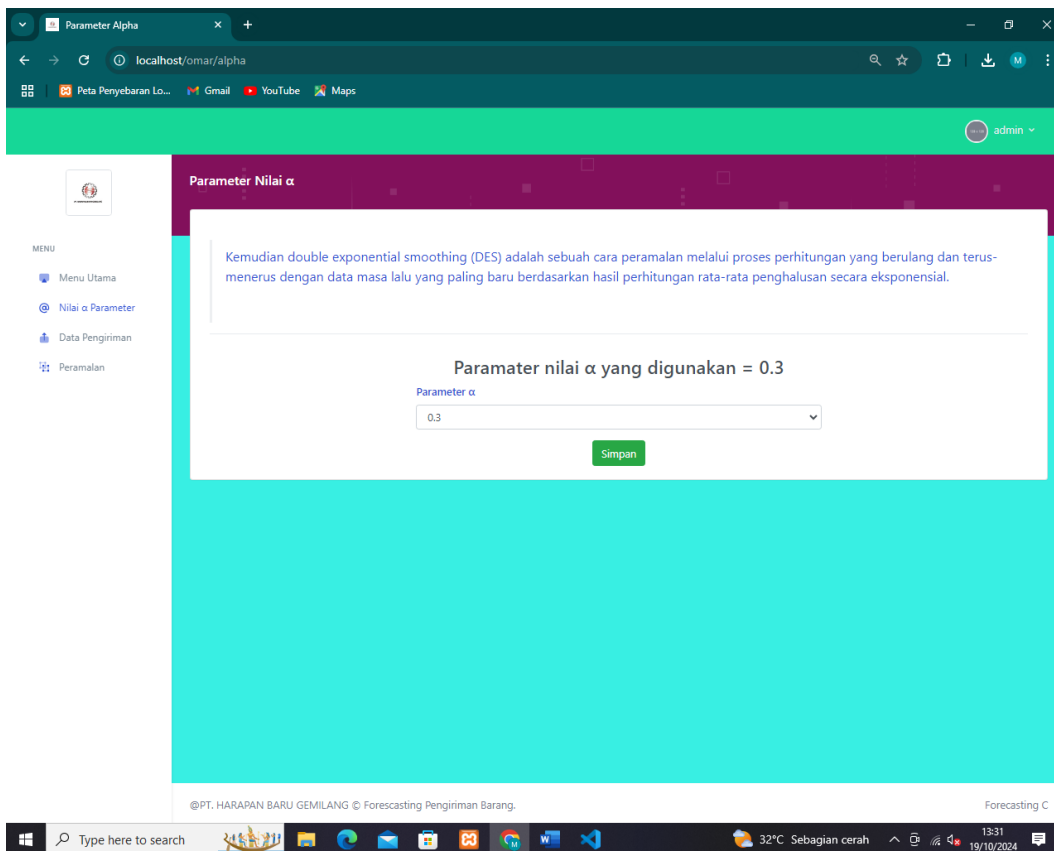 Parameter Alpha
localhost/omar/alpha
M
Peta Penyebaran Lo... Gmail YouTube Maps
admin
Parameter Nilai α
MENU
Menu Utama
@ Nilai α Parameter
Data Pengiriman
Peramalan
Kemudian double exponential smoothing (DES) adalah sebuah cara peramalan melalui proses perhitungan yang berulang dan terus-
menerus dengan data masa lalu yang paling baru berdasarkan hasil perhitungan rata-rata penghalusan secara eksponensial.
Paramater nilai α yang digunakan = 0.3
Parameter α
0.3
Simpan
@PT. HARAPAN BARU GEMILANG © Forescasting Pengiriman Barang.
Forecasting C
Type here to search
32°C Sebagian cerah
13:31
19/10/2024